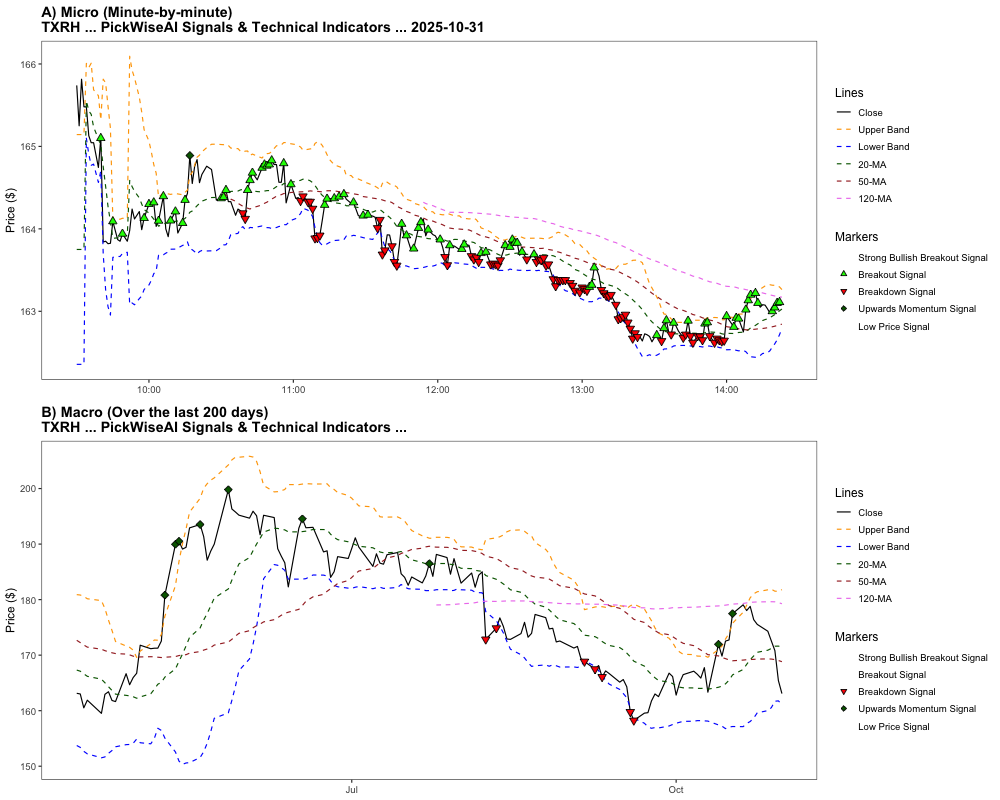 A) Micro (Minute-by-minute)
TXRH ... PickWiseAI Signals & Technical Indicators ... 2025-10-31
Price ($)
166
165
164
163
10:00
11:00
12:00
13:00
14:00
Lines
Close
Upper Band
Lower Band
20-MA
50-MA
120-MA
Markers
Strong Bullish Breakout Signal
Breakout Signal
Breakdown Signal
Upwards Momentum Signal
Low Price Signal
B) Macro (Over the last 200 days)
TXRH ... PickWiseAI Signals & Technical Indicators ...
Price ($)
200
190
180
170
160
150
Jul
Oct
Lines
Close
Upper Band
Lower Band
20-MA
50-MA
120-MA
Markers
Strong Bullish Breakout Signal
Breakout Signal
Breakdown Signal
Upwards Momentum Signal
Low Price Signal